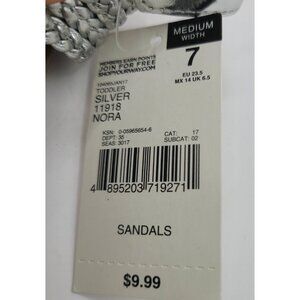 MEDIUM
WIDTH
7
EU 23.5
MX 14 UK 6.5
MEMBERS EARN POINTS
JOIN FOR FREE
SHOPYOURWAY.COM
TODDLER
SILVER
11918
NORA
KSN: 0-05965654-6
DEPT: 35
SEAS: 3017
CAT: 17
SUBCAT: 02
4 895203 719271
SANDALS
$9.99